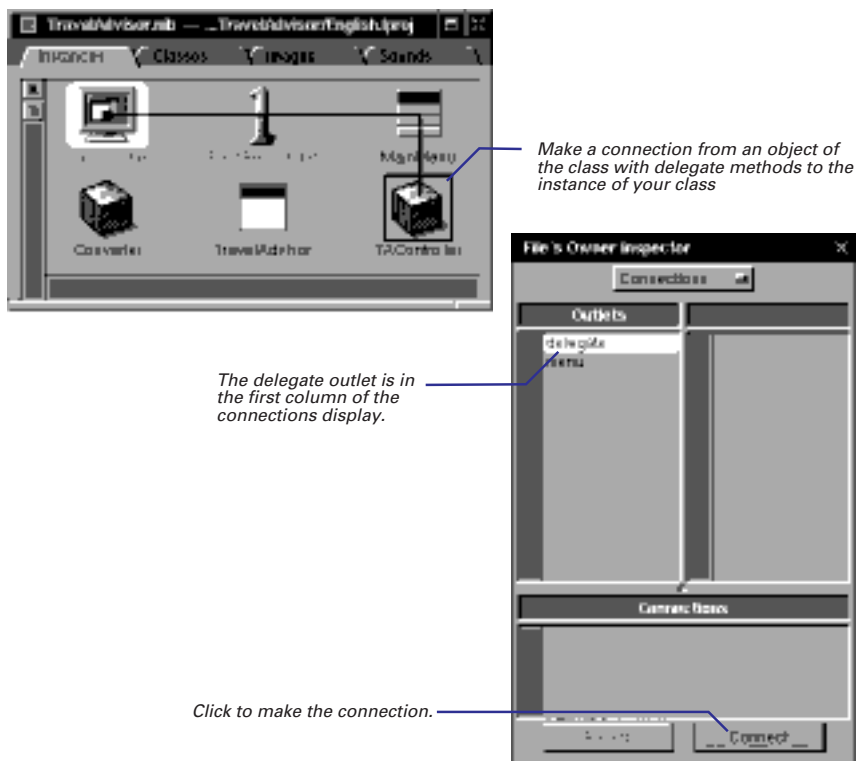 TravelAdvisor.nib — ...TravelAdvisor/English.lproj
Instances Classes Images Sounds
MainMenu
Converter TravelAdvisor TAController
Make a connection from an object of
the class with delegate methods to the
instance of your class
File's Owner Inspector
Connections
Outlets
delegate
menu
The delegate outlet is in
the first column of the
connections display.
Connections
Click to make the connection.
Connect